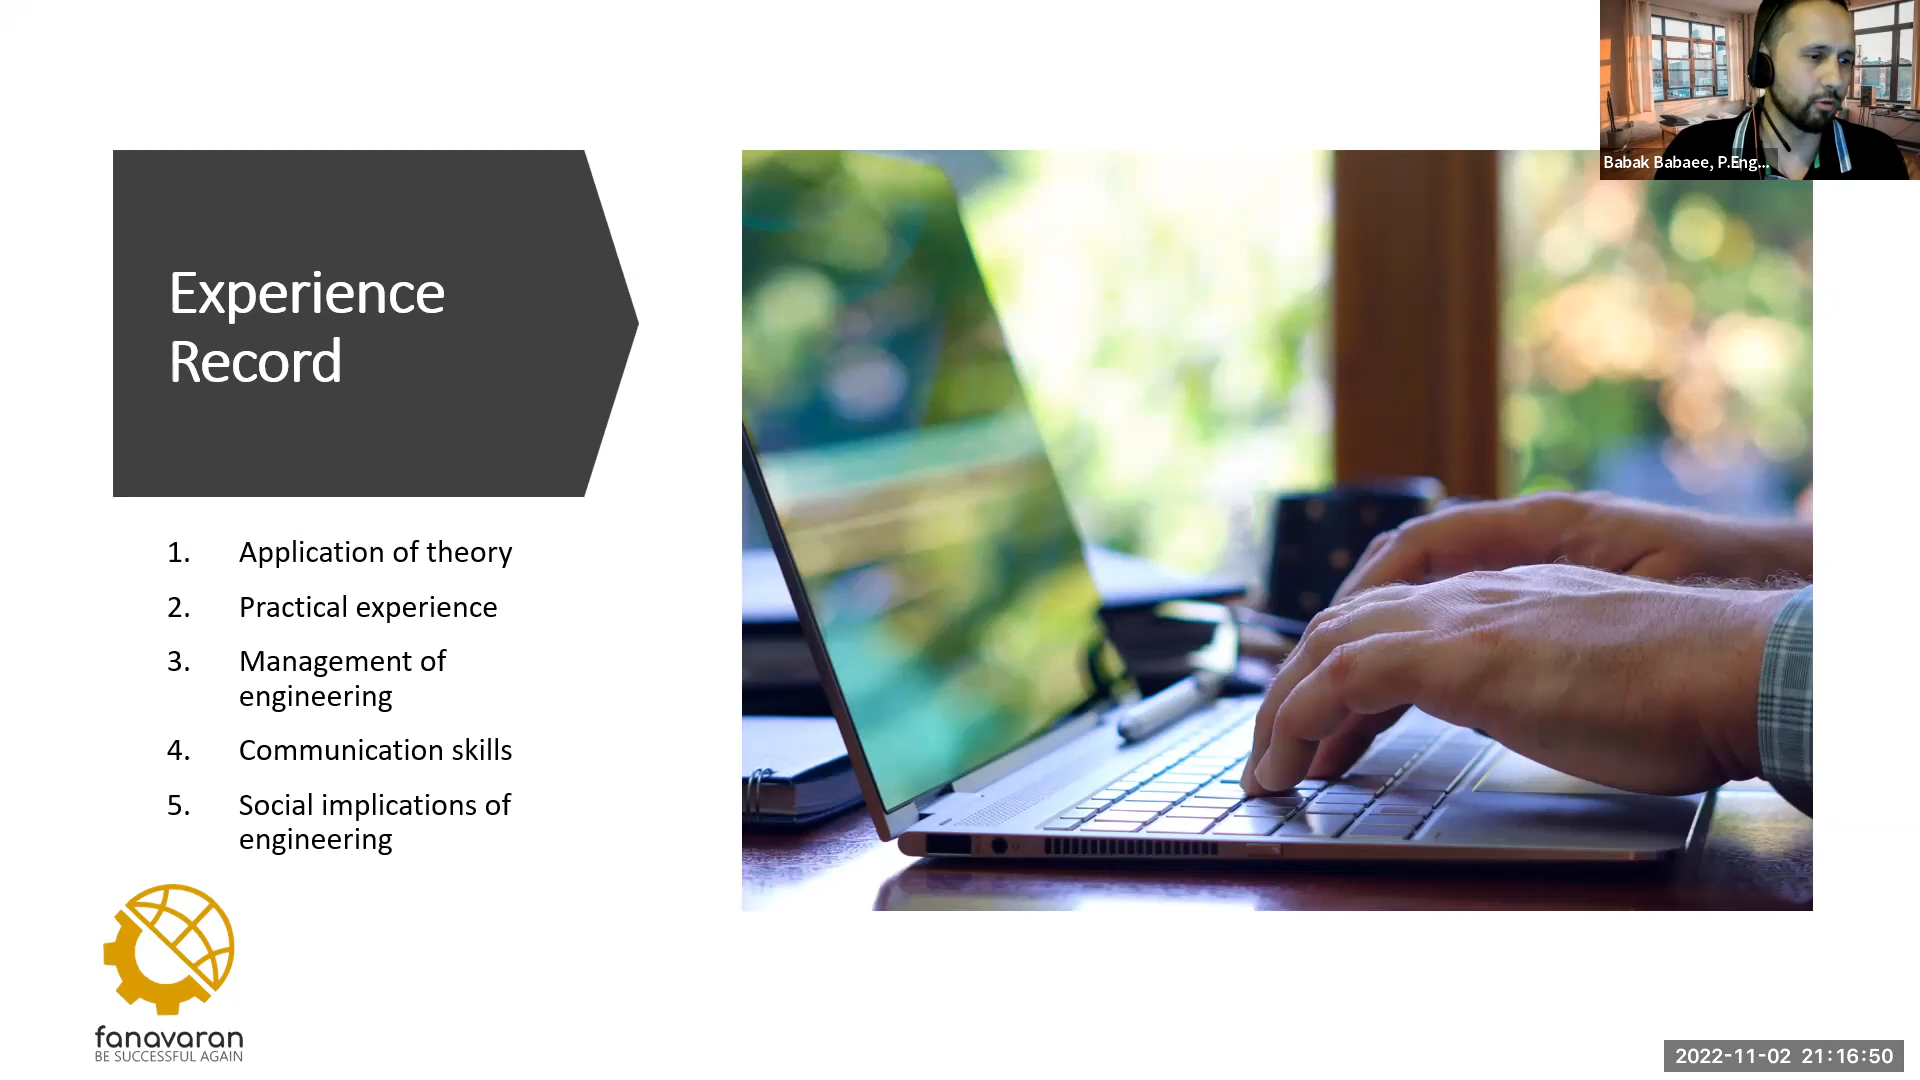 Babak Babaee, P.Eng...
Experience
Record
1. Application of theory
2. Practical experience
3. Management of
engineering
4. Communication skills
5. Social implications of
engineering
fanavaran
BE SUCCESSFUL AGAIN
2022-11-02 21:16:50